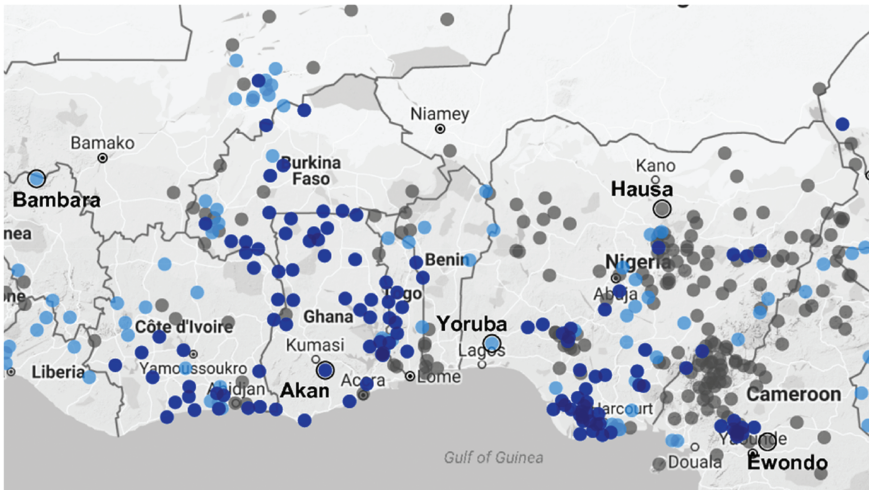 Niamey
Bamako
Kano
Burkina
Faso
Hausa
Bambara
nea
Benin
Nigeria
Abuja
Togo
Ghana
Yoruba
Côte d'Ivoire
Kumasi
Lagos
Liberia
Yamoussoukro
Akan
Accra
Lome
Abidjan
Cameroon
Harcourt
Yaounde
Gulf of Guinea
Douala
Ewondo